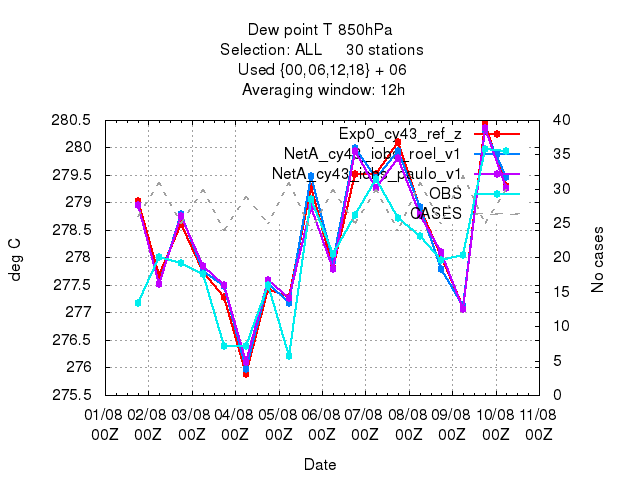 Dew point T 850hPa
Selection: ALL 30 stations
Used {00,06,12,18} + 06
Averaging window: 12h
280.5
280
279.5
279
278.5
278
277.5
277
276.5
276
275.5
40
35
30
25
20
15
10
5
0
Exp0_cy43_ref_z
NetA_cy43_iobs_roel_v1
NetA_cy43_iobs_paulo_v1
OBS
CASES
deg C
No cases
01/08 02/08 03/08 04/08 05/08 06/08 07/08 08/08 09/08 10/08 11/08
00Z 00Z 00Z 00Z 00Z 00Z 00Z 00Z 00Z 00Z 00Z
Date